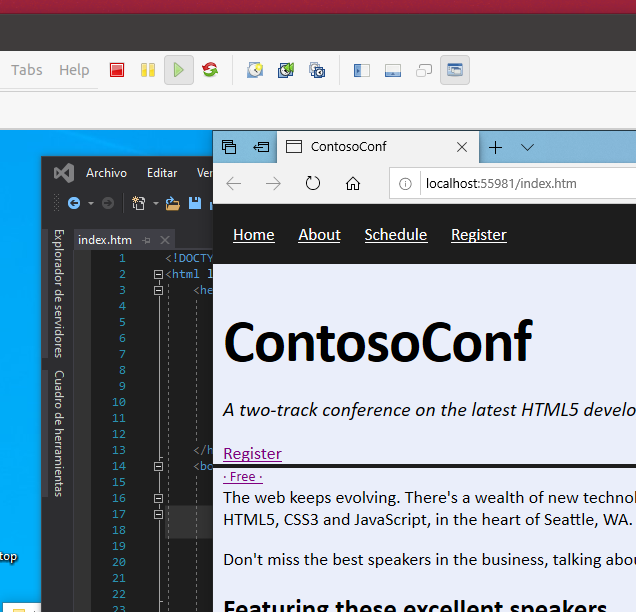 Tabs Help
ContosoConf
localhost:55981/index.htm
Archivo Editar
index.htm
Explorador de servidores
Cuadro de herramientas
1 <!DOCTY
2 <html l
3 <he
4
5
6
7
8
9
10
11
12
13 </h
14 <bo
15
16
17
18
19
20
21
22
23
Home About Schedule Register
ContosoConf
A two-track conference on the latest HTML5 develo
Register
· Free ·
The web keeps evolving. There's a wealth of new technol
HTML5, CSS3 and JavaScript, in the heart of Seattle, WA.
Don't miss the best speakers in the business, talking abou
Featuring these excellent speakers
top